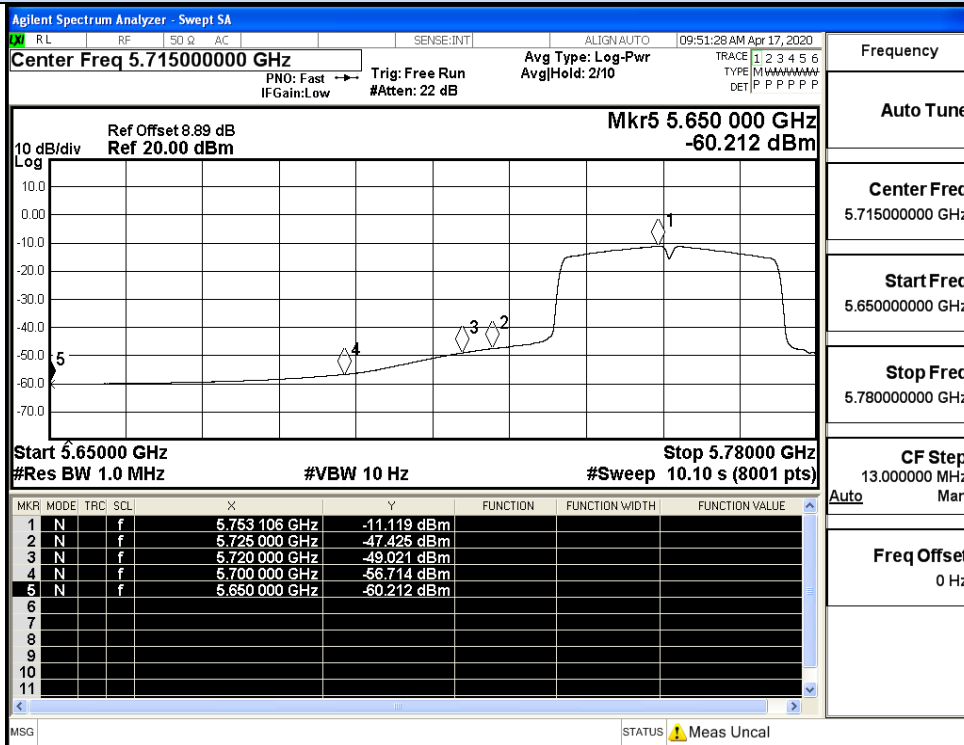 Agilent Spectrum Analyzer - Swept SA
LXI RL RF 50 Ω AC SENSE:INT ALIGN AUTO 09:51:28 AM Apr 17, 2020
Center Freq 5.715000000 GHz
PNO: Fast
IFGain:Low
Trig: Free Run
#Atten: 22 dB
Avg Type: Log-Pwr
Avg|Hold: 2/10
TRACE 1 2 3 4 5 6
TYPE M
DET P P P P P P
Ref Offset 8.89 dB
Ref 20.00 dBm
10 dB/div
Log
Mkr5 5.650 000 GHz
-60.212 dBm
10.0
0.00
-10.0
-20.0
-30.0
-40.0
-50.0
-60.0
-70.0
1
2
3
4
5
Start 5.65000 GHz Stop 5.78000 GHz
#Res BW 1.0 MHz #VBW 10 Hz #Sweep 10.10 s (8001 pts)
MKR MODE TRC SCL X Y FUNCTION FUNCTION WIDTH FUNCTION VALUE
1 N f 5.753 106 GHz -11.119 dBm
2 N f 5.725 000 GHz -47.425 dBm
3 N f 5.720 000 GHz -49.021 dBm
4 N f 5.700 000 GHz -56.714 dBm
5 N f 5.650 000 GHz -60.212 dBm
6
7
8
9
10
11
MSG STATUS Meas Uncal
Frequency
Auto Tune
Center Freq
5.715000000 GHz
Start Freq
5.650000000 GHz
Stop Freq
5.780000000 GHz
CF Step
13.000000 MHz
Auto Man
Freq Offset
0 Hz